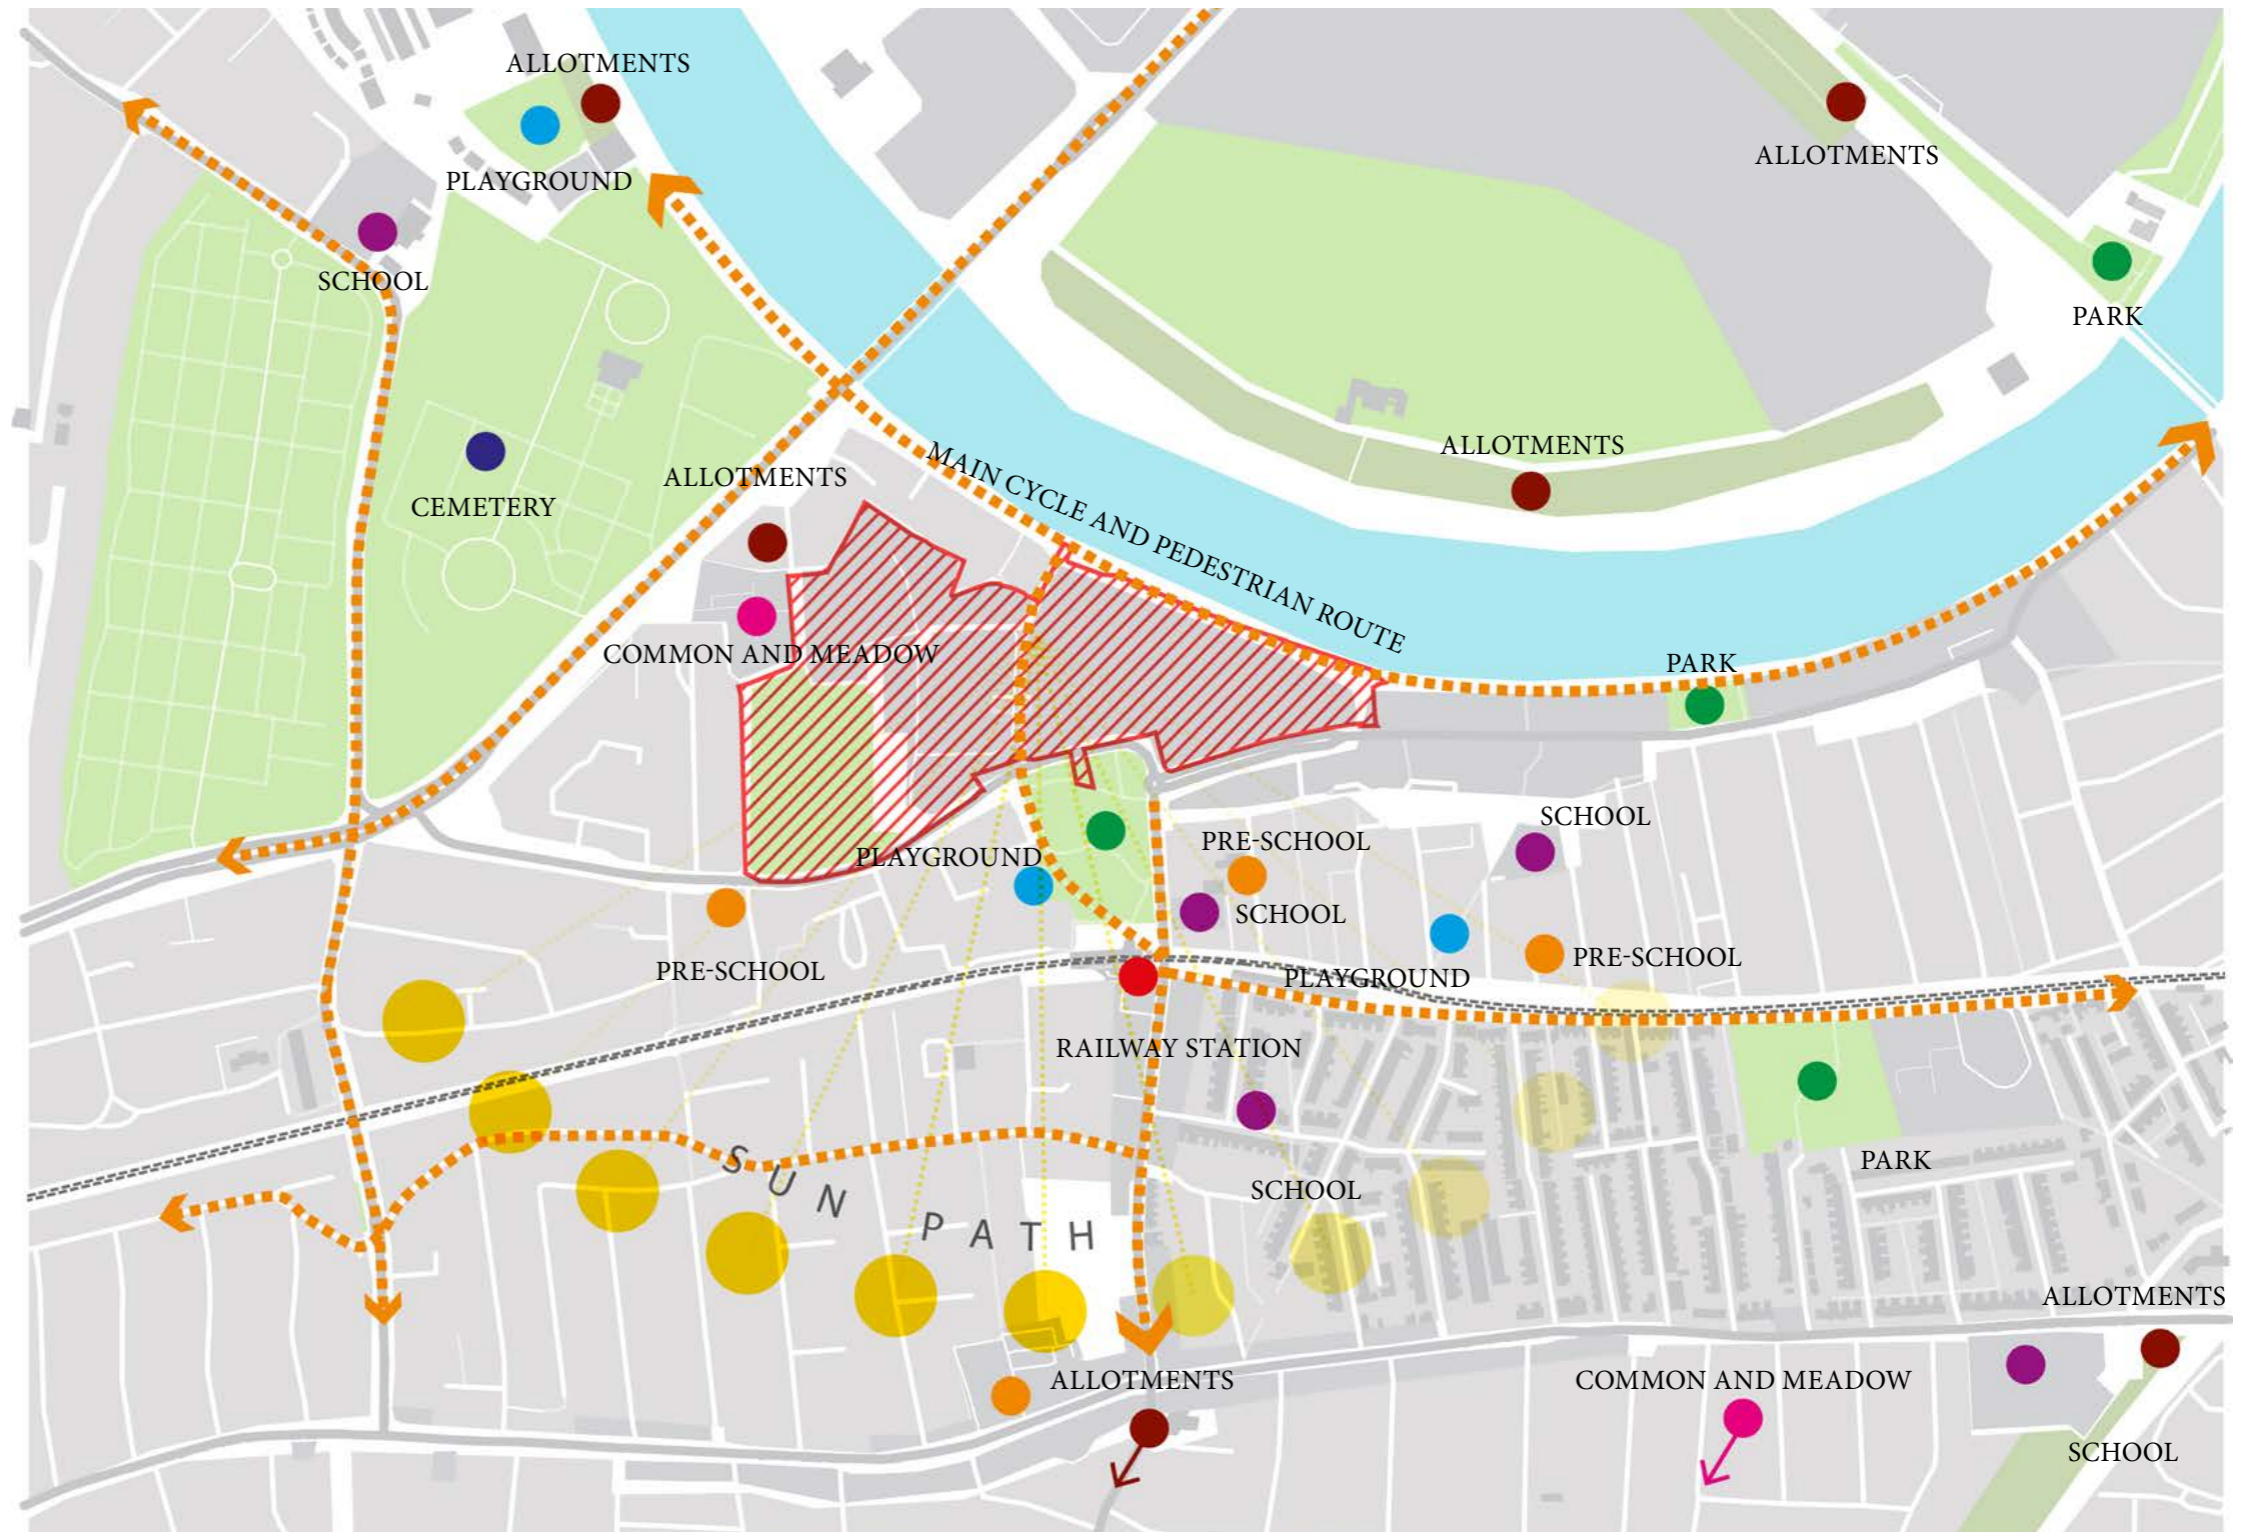 ALLOTMENTS
PLAYGROUND
ALLOTMENTS
SCHOOL
PARK
ALLOTMENTS
MAIN CYCLE AND PEDESTRIAN ROUTE
ALLOTMENTS
CEMETERY
COMMON AND MEADOW
PARK
SCHOOL
PRE-SCHOOL
PLAYGROUND
SCHOOL
PRE-SCHOOL
PRE-SCHOOL
PLAYGROUND
RAILWAY STATION
PARK
SCHOOL
SUN PATH
ALLOTMENTS
ALLOTMENTS
COMMON AND MEADOW
SCHOOL